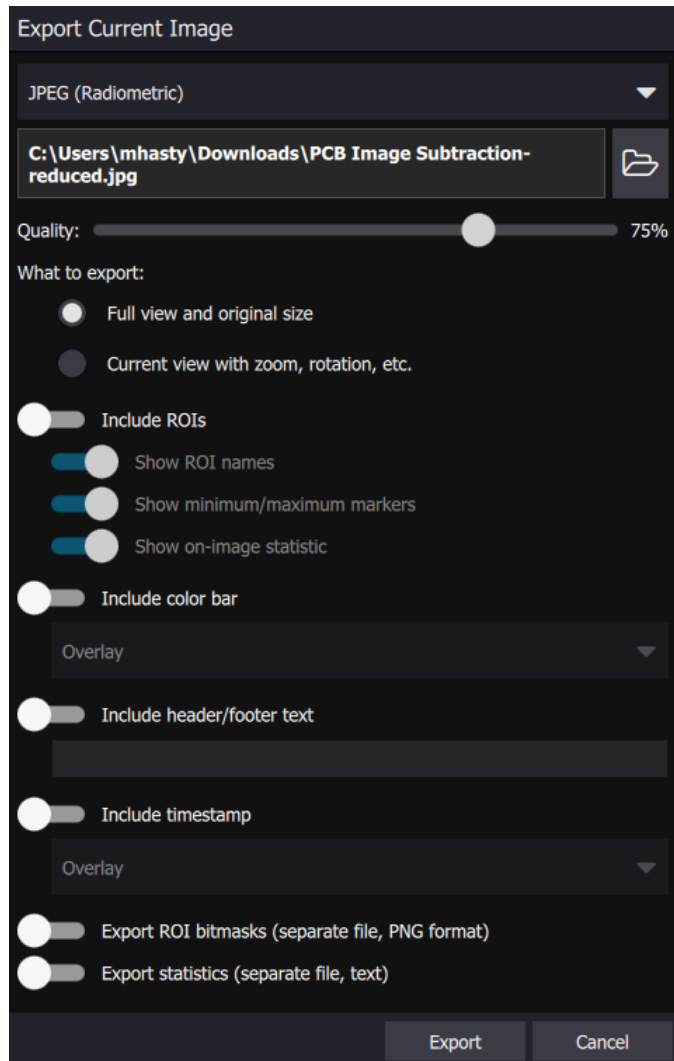 Export Current Image
JPEG (Radiometric)
C:\Users\mhasty\Downloads\PCB Image Subtraction-
reduced.jpg
Quality: 75%
What to export:
Full view and original size
Current view with zoom, rotation, etc.
Include ROIs
Show ROI names
Show minimum/maximum markers
Show on-image statistic
Include color bar
Overlay
Include header/footer text
Include timestamp
Overlay
Export ROI bitmasks (separate file, PNG format)
Export statistics (separate file, text)
Export Cancel